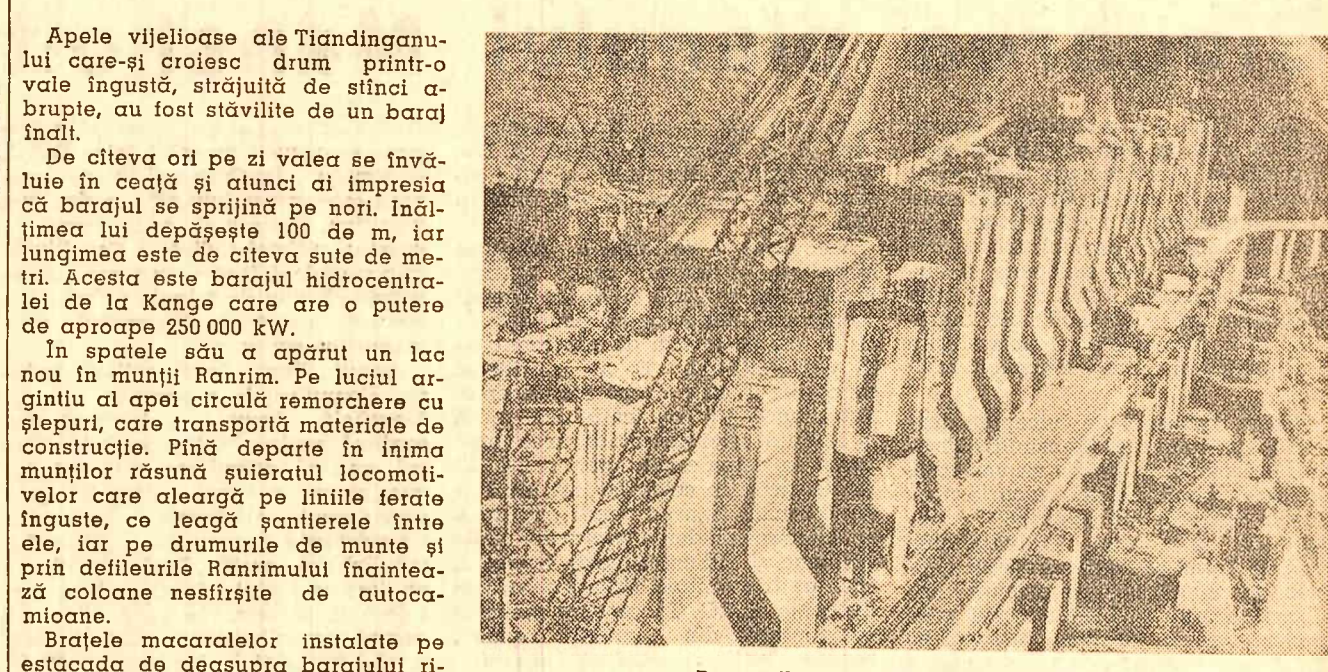 Apele vijelioase ale Tiandinganu-
lui care-și croiesc drum printr-o
vale îngustă, străjuită de stînci a-
brupte, au fost stăvilite de un baraj
înalt.
De cîteva ori pe zi valea se învă-
luie în ceață și atunci ai impresia
că barajul se sprijină pe nori. Inăl-
țimea lui depășește 100 de m, iar
lungimea este de cîteva sute de me-
tri. Acesta este barajul hidrocentra-
lei de la Kange care are o putere
de aproape 250 000 kW.
În spatele său a apărut un lac
nou în munții Ranrim. Pe luciul ar-
gintiu al apei circulă remorchere cu
șlepuri, care transportă materiale de
construcție. Pînă departe în inima
munților răsună șuieratul locomoti-
velor care aleargă pe liniile ferate
înguste, ce leagă șantierele între
ele, iar pe drumurile de munte și
prin defileurile Ranrimului înaintea-
ză coloane nesfîrșite de autoca-
mioane.
Brațele macaralelor instalate pe
estacada de deasupra barajului ri-